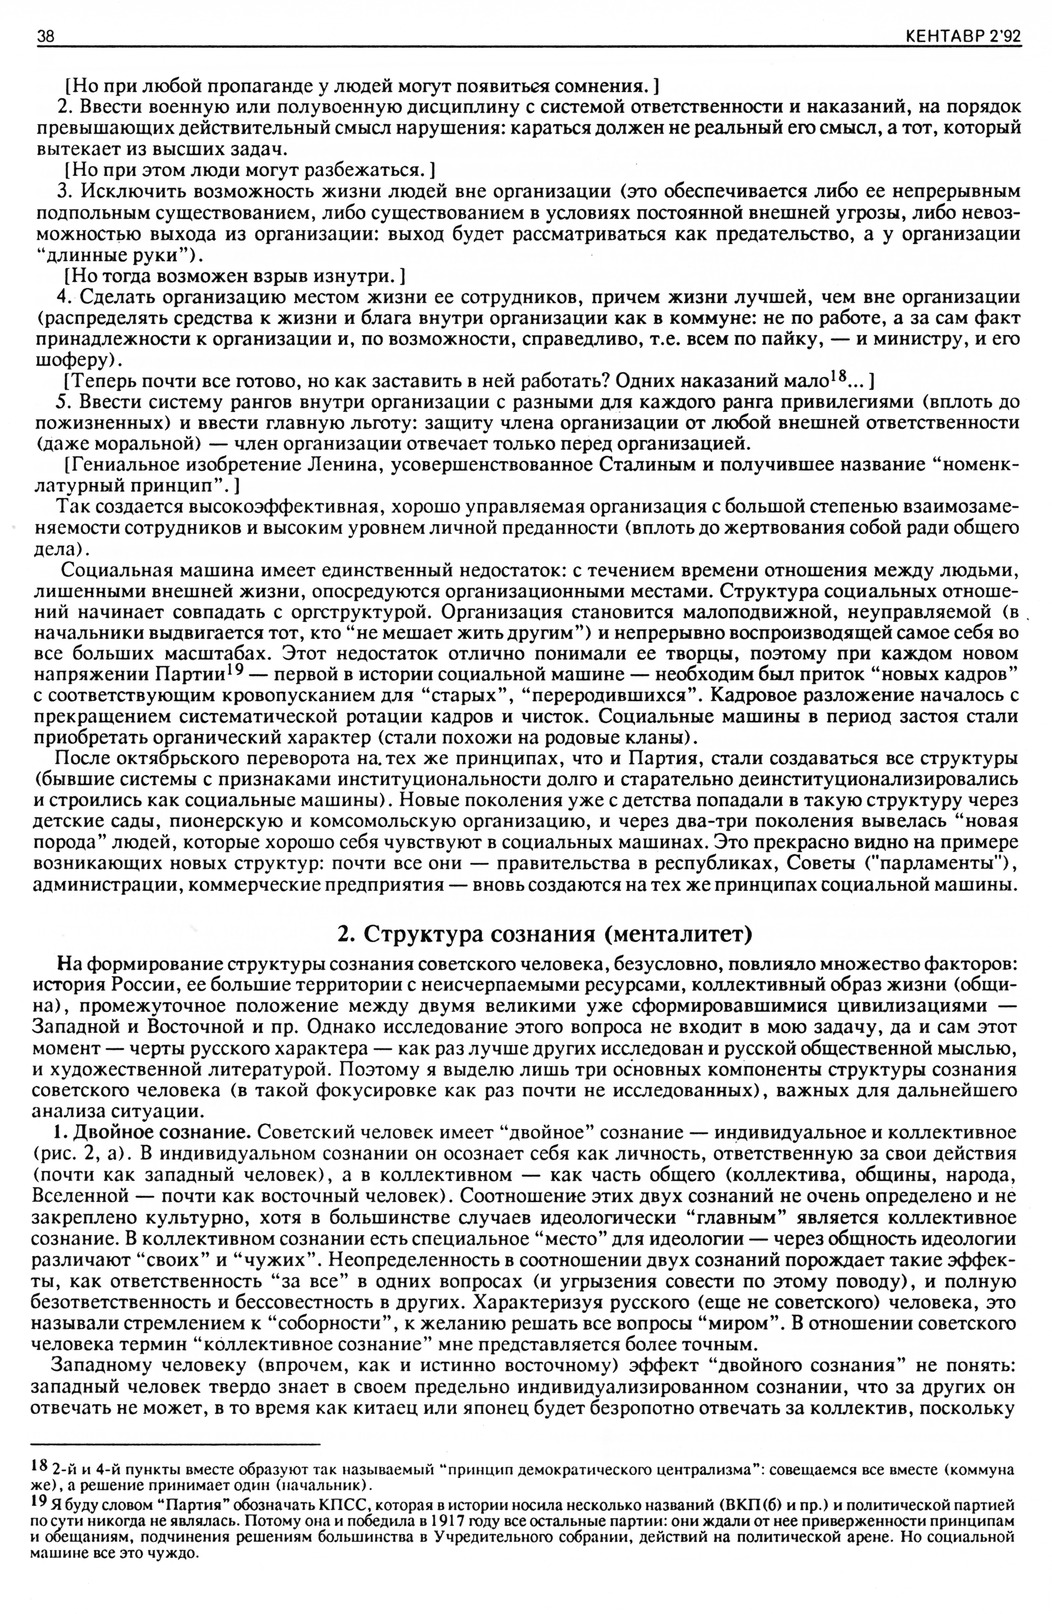 38
КЕНТАВР 2'92
[Но при любой пропаганде у людей могут появиться сомнения.]
2. Ввести военную или полувоенную дисциплину с системой ответственности и наказаний, на порядок
превышающих действительный смысл нарушения: караться должен не реальный его смысл, а тот, который
вытекает из высших задач.
[Но при этом люди могут разбежаться.]
3. Исключить возможность жизни людей вне организации (это обеспечивается либо ее непрерывным
подпольным существованием, либо существованием в условиях постоянной внешней угрозы, либо невоз-
можностью выхода из организации: выход будет рассматриваться как предательство, а у организации
“длинные руки”).
[Но тогда возможен взрыв изнутри.]
4. Сделать организацию местом жизни ее сотрудников, причем жизни лучшей, чем вне организации
(распределять средства к жизни и блага внутри организации как в коммуне: не по работе, а за сам факт
принадлежности к организации и, по возможности, справедливо, т.е. всем по пайку, — и министру, и его
шоферу).
[Теперь почти все готово, но как заставить в ней работать? Одних наказаний мало18...]
5. Ввести систему рангов внутри организации с разными для каждого ранга привилегиями (вплоть до
пожизненных) и ввести главную льготу: защиту члена организации от любой внешней ответственности
(даже моральной) — член организации отвечает только перед организацией.
[Гениальное изобретение Ленина, усовершенствованное Сталиным и получившее название “номенк-
латурный принцип”.]
Так создается высокоэффективная, хорошо управляемая организация с большой степенью взаимозаме-
няемости сотрудников и высоким уровнем личной преданности (вплоть до жертвования собой ради общего
дела).
Социальная машина имеет единственный недостаток: с течением времени отношения между людьми,
лишенными внешней жизни, опосредуются организационными местами. Структура социальных отноше-
ний начинает совпадать с оргструктурой. Организация становится малоподвижной, неуправляемой (в
начальники выдвигается тот, кто “не мешает жить другим”) и непрерывно воспроизводящей самое себя во
все больших масштабах. Этот недостаток отлично понимали ее творцы, поэтому при каждом новом
напряжении Партии19 — первой в истории социальной машине — необходим был приток “новых кадров”
с соответствующим кровопусканием для “старых”, “переродившихся”. Кадровое разложение началось с
прекращением систематической ротации кадров и чисток. Социальные машины в период застоя стали
приобретать органический характер (стали похожи на родовые кланы).
После октябрьского переворота на тех же принципах, что и Партия, стали создаваться все структуры
(бывшие системы с признаками институциональности долго и старательно деинституционализировались
и строились как социальные машины). Новые поколения уже с детства попадали в такую структуру через
детские сады, пионерскую и комсомольскую организацию, и через два-три поколения вывелась “новая
порода” людей, которые хорошо себя чувствуют в социальных машинах. Это прекрасно видно на примере
возникающих новых структур: почти все они — правительства в республиках, Советы ("парламенты"),
администрации, коммерческие предприятия — вновь создаются на тех же принципах социальной машины.
2. Структура сознания (менталитет)
На формирование структуры сознания советского человека, безусловно, повлияло множество факторов:
история России, ее большие территории с неисчерпаемыми ресурсами, коллективный образ жизни (общи-
на), промежуточное положение между двумя великими уже сформировавшимися цивилизациями —
Западной и Восточной и пр. Однако исследование этого вопроса не входит в мою задачу, да и сам этот
момент — черты русского характера — как раз лучше других исследован и русской общественной мыслью,
и художественной литературой. Поэтому я выделю лишь три основных компоненты структуры сознания
советского человека (в такой фокусировке как раз почти не исследованных), важных для дальнейшего
анализа ситуации.
1. Двойное сознание. Советский человек имеет “двойное” сознание — индивидуальное и коллективное
(рис. 2, а). В индивидуальном сознании он осознает себя как личность, ответственную за свои действия
(почти как западный человек), а в коллективном — как часть общего (коллектива, общины, народа,
Вселенной — почти как восточный человек). Соотношение этих двух сознаний не очень определено и не
закреплено культурно, хотя в большинстве случаев идеологически “главным” является коллективное
сознание. В коллективном сознании есть специальное “место” для идеологии — через общность идеологии
различают “своих” и “чужих”. Неопределенность в соотношении двух сознаний порождает такие эффек-
ты, как ответственность “за все” в одних вопросах (и угрызения совести по этому поводу), и полную
безответственность и бессовестность в других. Характеризуя русского (еще не советского) человека, это
называли стремлением к “соборности”, к желанию решать все вопросы “миром”. В отношении советского
человека термин “коллективное сознание” мне представляется более точным.
Западному человеку (впрочем, как и истинно восточному) эффект “двойного сознания” не понять:
западный человек твердо знает в своем предельно индивидуализированном сознании, что за других он
отвечать не может, в то время как китаец или японец будет безропотно отвечать за коллектив, поскольку
18 2-й и 4-й пункты вместе образуют так называемый “принцип демократического централизма”: совещаемся все вместе (коммуна
же), а решение принимает один (начальник).
19 Я буду словом “Партия” обозначать КПСС, которая в истории носила несколько названий (ВКП(б) и пр.) и политической партией
по сути никогда не являлась. Потому она и победила в 1917 году все остальные партии: они ждали от нее приверженности принципам
и обещаниям, подчинения решениям большинства в Учредительного собрании, действий на политической арене. Но социальной
машине все это чуждо.